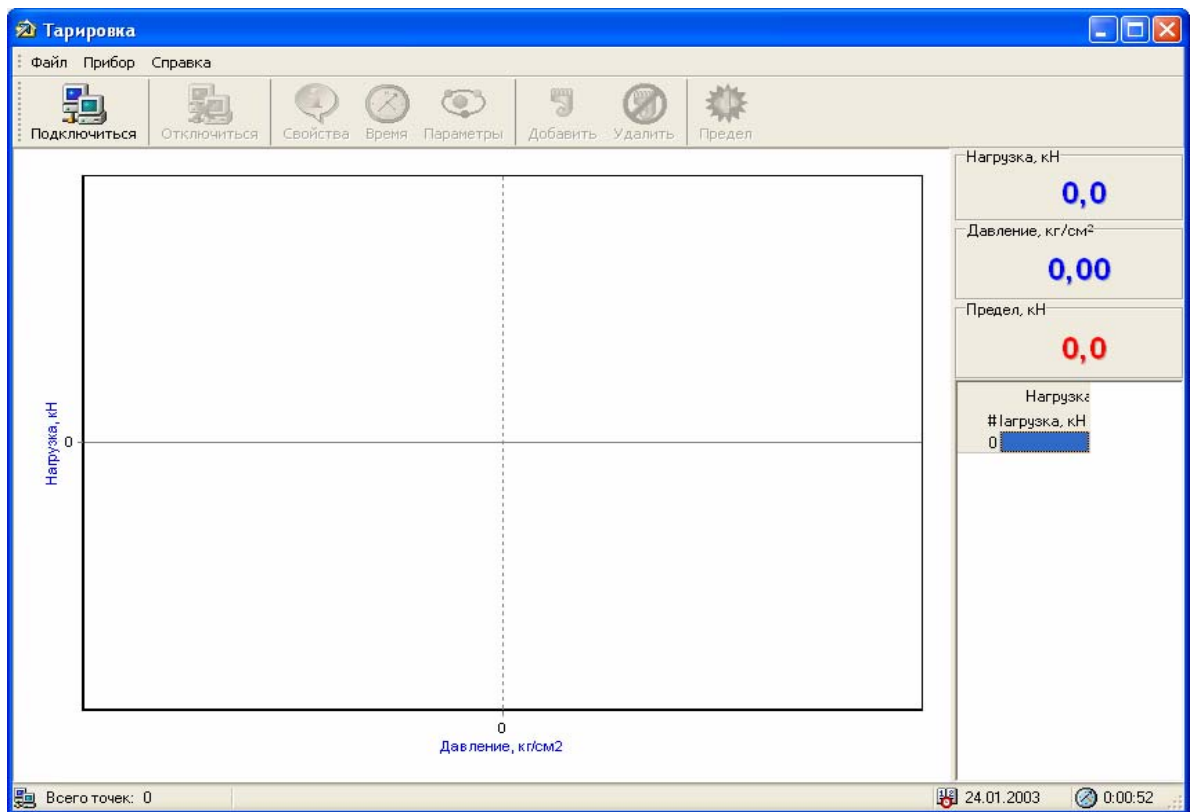 Тарировка
Файл Прибор Справка
Подключиться Отключиться Свойства Время Параметры Добавить Удалить Предел
Нагрузка, кН
0,0
Давление, кг/см²
0,00
Предел, кН
0,0
Нагрузка
# Нагрузка, кН
0
Нагрузка, кН
0
0
Давление, кг/см2
Всего точек: 0 24.01.2003 0:00:52